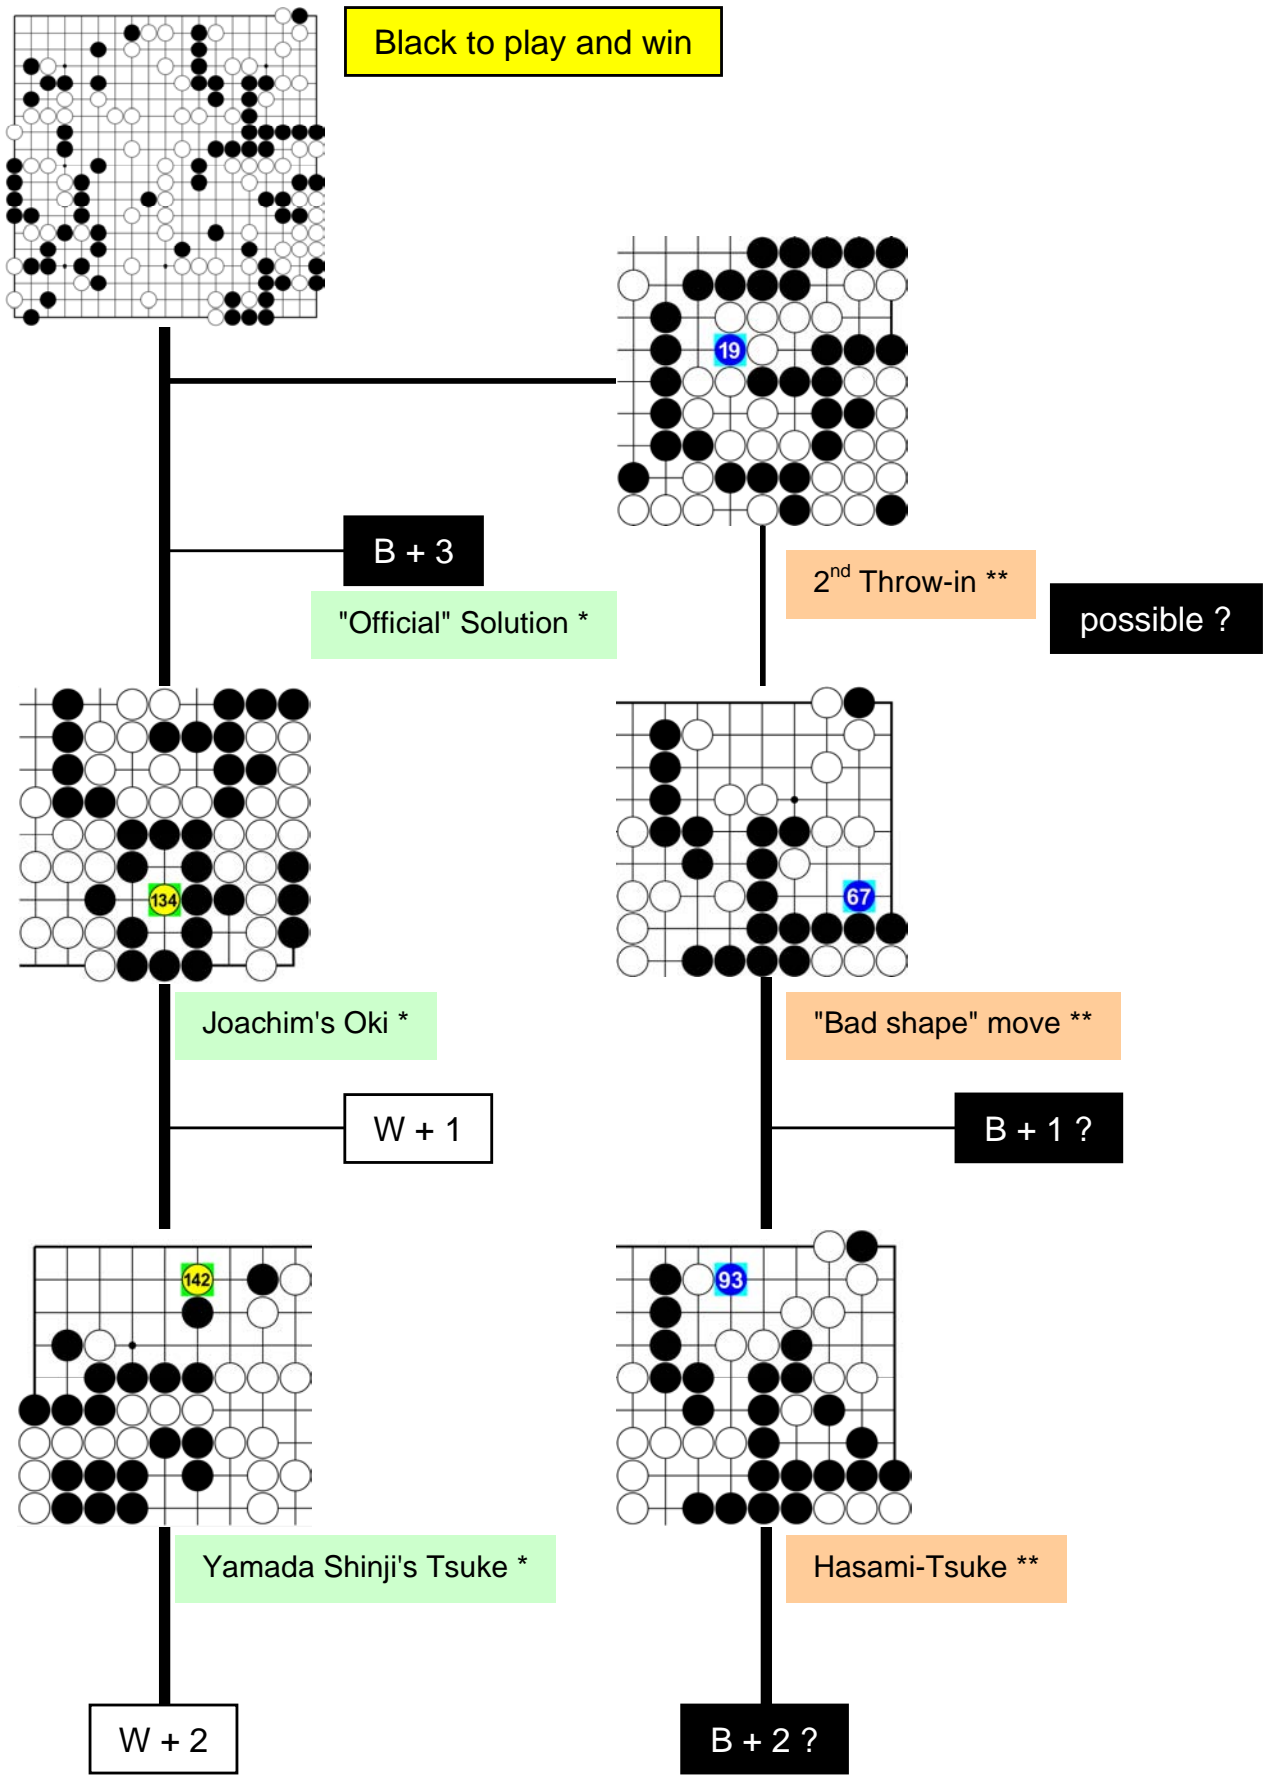 Black to play and win
19
B + 3
2nd Throw-in **
"Official" Solution *
possible ?
134
67
Joachim's Oki *
"Bad shape" move **
W + 1
B + 1 ?
142
93
Yamada Shinji's Tsuke *
Hasami-Tsuke **
W + 2
B + 2 ?